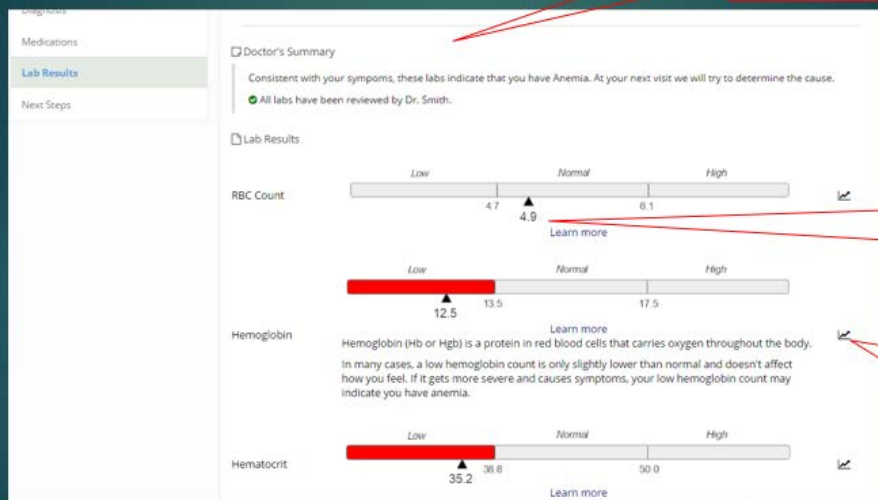 Diagnosis
Medications
Lab Results
Next Steps
Doctor's Summary
Consistent with your sympoms, these labs indicate that you have Anemia. At your next visit we will try to determine the cause.
All labs have been reviewed by Dr. Smith.
Lab Results
Low Normal High
RBC Count
4.7 6.1
4.9
Learn more
Low Normal High
13.5 17.5
12.5
Learn more
Hemoglobin
Hemoglobin (Hb or Hgb) is a protein in red blood cells that carries oxygen throughout the body.
In many cases, a low hemoglobin count is only slightly lower than normal and doesn't affect
how you feel. If it gets more severe and causes symptoms, your low hemoglobin count may
indicate you have anemia.
Low Normal High
Hematocrit
38.8 50.0
35.2
Learn more